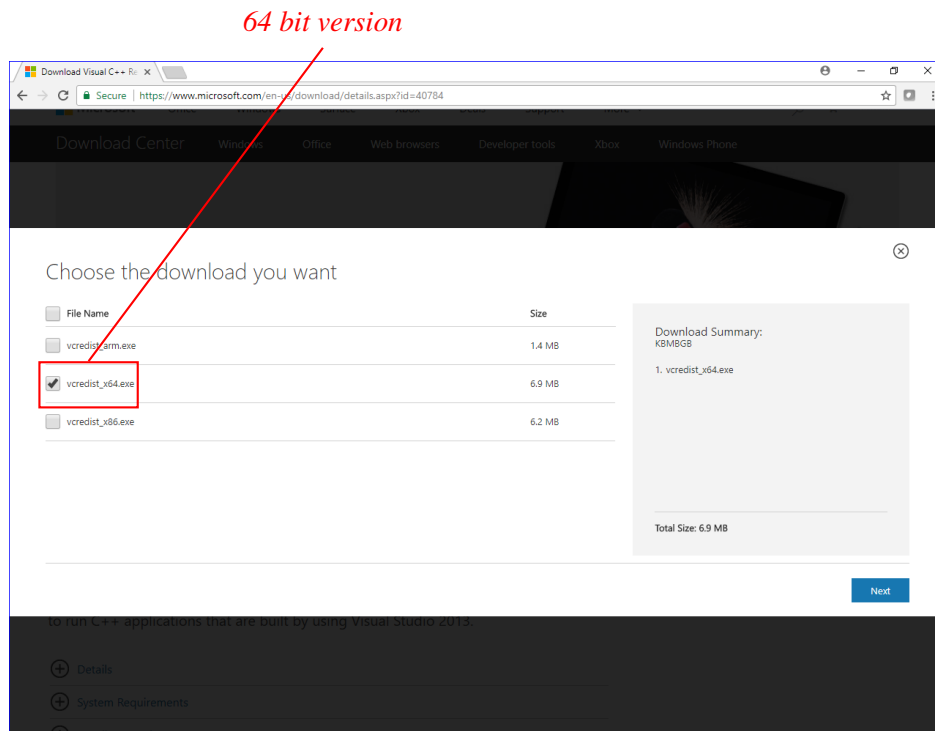 64 bit version
Download Visual C++ Re
Secure | https://www.microsoft.com/en-us/download/details.aspx?id=40784
Download Center Windows Office Web browsers Developer tools Xbox Windows Phone
Choose the download you want
File Name Size
vcredist_arm.exe 1.4 MB
vcredist_x64.exe 6.9 MB
vcredist_x86.exe 6.2 MB
Download Summary:
KBMBGB
1. vcredist_x64.exe
Total Size: 6.9 MB
Next
to run C++ applications that are built by using Visual Studio 2013.
Details
System Requirements